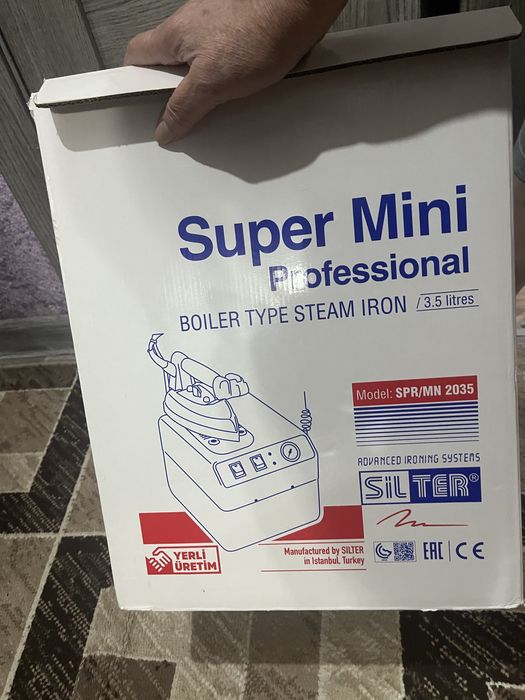 Super Mini
Professional
BOILER TYPE STEAM IRON / 3.5 litres
Model: SPR/MN 2035
ADVANCED IRONING SYSTEMS
SiLTER®
YERLİ
ÜRETİM
Manufactured by SILTER
in Istanbul, Turkey
EAC CE